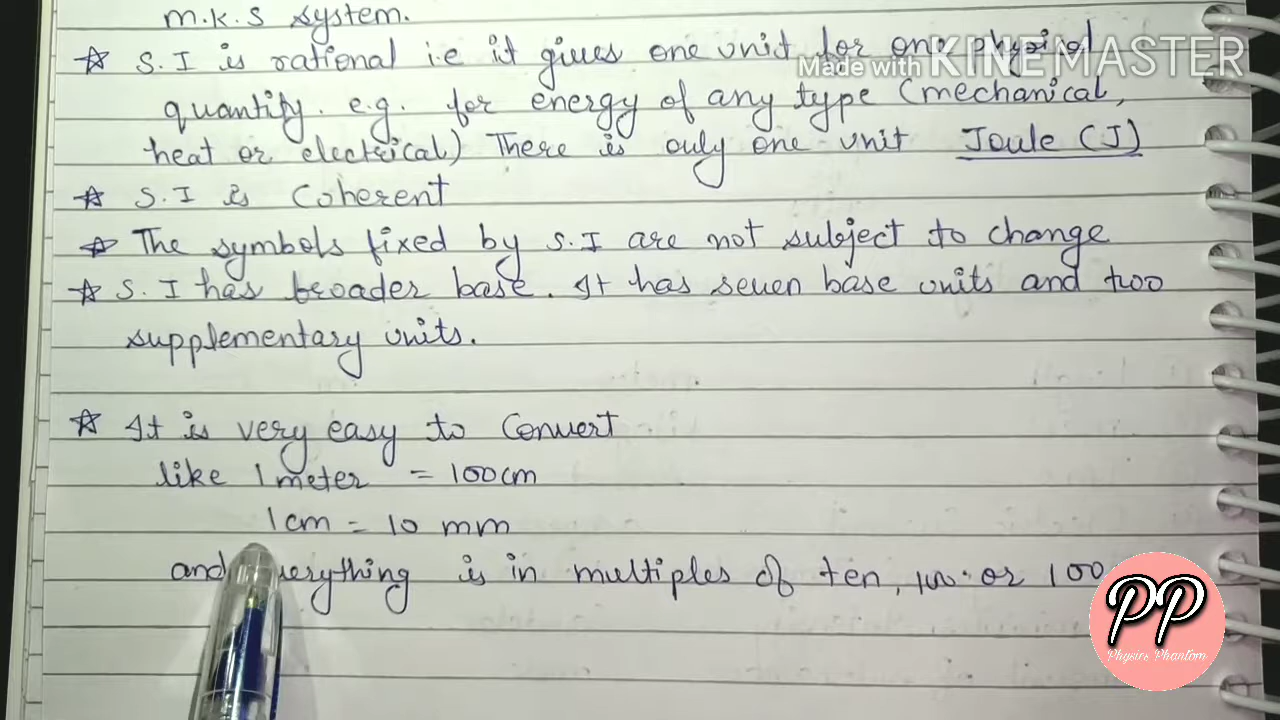 m.k.s system.
☆ S.I is rational i.e it gives one unit for one physical
Made with KINEMASTER
quantity. e.g. for energy of any type (mechanical,
heat or electrical) There is only one unit Joule (J)
☆ S.I is Coherent
☆ The symbols fixed by S.I are not subject to change
☆ S.I has broader base. It has seven base units and two
supplementary units.
☆ It is very easy to Convert
like 1 meter = 100cm
1cm = 10 mm
and everything is in multiples of ten, 100 or 100
PP
Physics Phantom